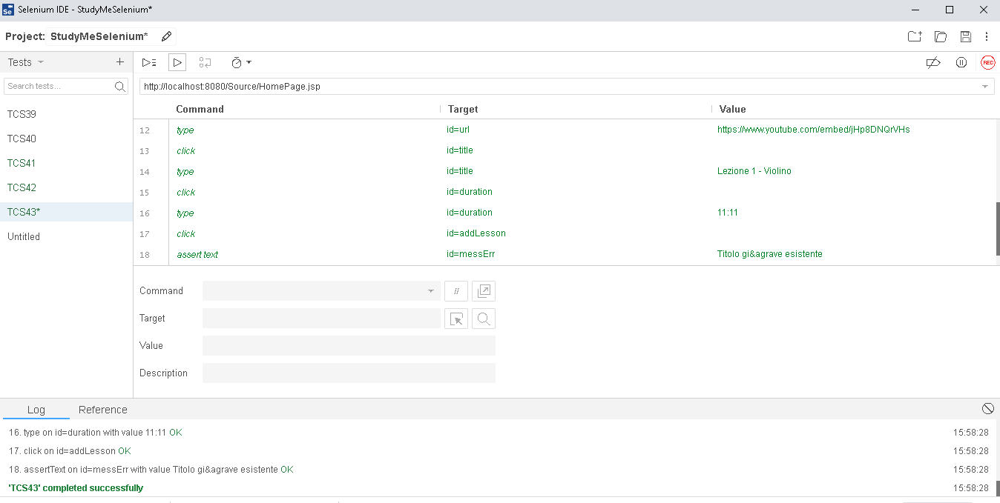 Selenium IDE - StudyMeSelenium*
Project: StudyMeSelenium*
Tests
REC
Search tests...
http://localhost:8080/Source/HomePage.jsp
Command Target Value
TCS39
TCS40
TCS41
TCS42
TCS43*
Untitled
12 type id=url https://www.youtube.com/embed/jHp8DNQrVHs
13 click id=title
14 type id=title Lezione 1 - Violino
15 click id=duration
16 type id=duration 11:11
17 click id=addLesson
18 assert text id=messErr Titolo gi&agrave esistente
Command //
Target
Value
Description
Log Reference
16. type on id=duration with value 11:11 OK 15:58:28
17. click on id=addLesson OK 15:58:28
18. assertText on id=messErr with value Titolo gi&agrave esistente OK 15:58:28
'TCS43' completed successfully 15:58:28